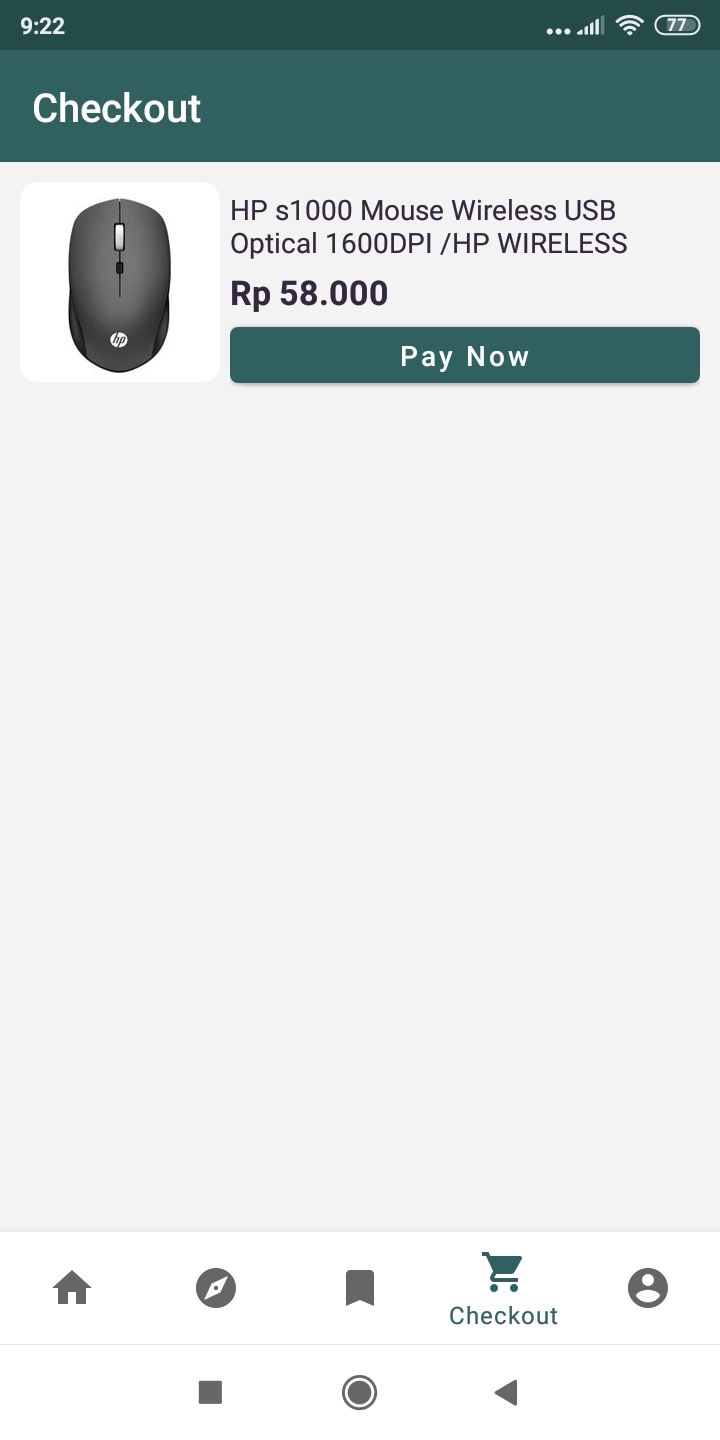 9:22
77
Checkout
hp
HP s1000 Mouse Wireless USB
Optical 1600DPI /HP WIRELESS
Rp 58.000
Pay Now
Checkout